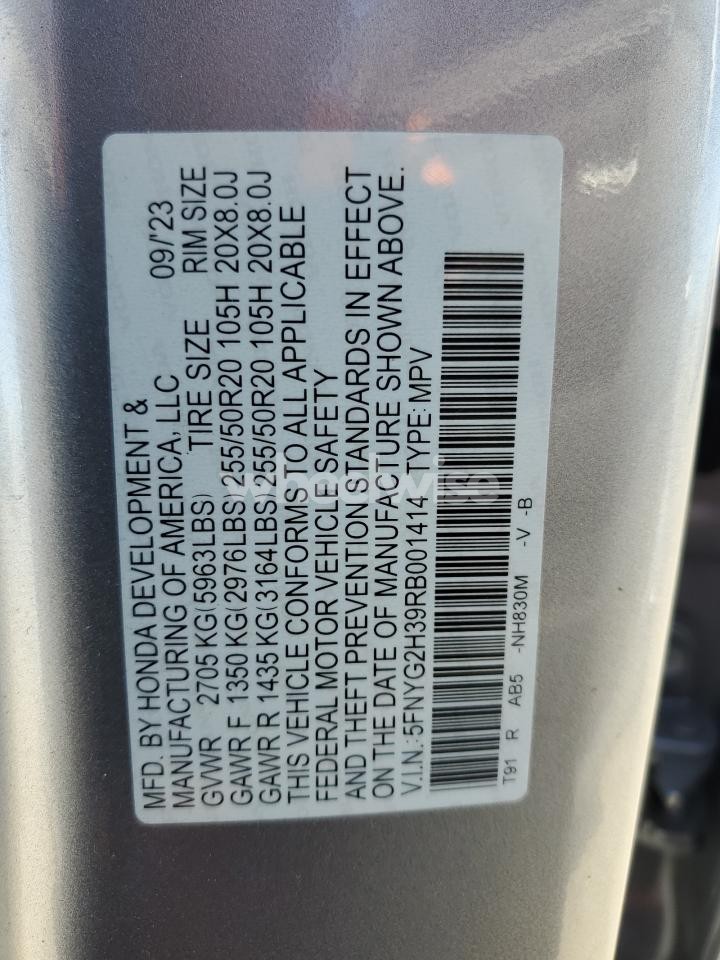 MFD. BY HONDA DEVELOPMENT &
MANUFACTURING OF AMERICA, LLC 09/'23
GVWR 2705 KG(5963LBS) TIRE SIZE RIM SIZE
GAWR F 1350 KG(2976LBS) 255/50R20 105H 20X8.0J
GAWR R 1435 KG(3164LBS) 255/50R20 105H 20X8.0J
THIS VEHICLE CONFORMS TO ALL APPLICABLE
FEDERAL MOTOR VEHICLE SAFETY
AND THEFT PREVENTION STANDARDS IN EFFECT
ON THE DATE OF MANUFACTURE SHOWN ABOVE.
V.I.N.: 5FNYG2H39RB001414 TYPE: MPV
T91 R AB5 -NH830M -V -B